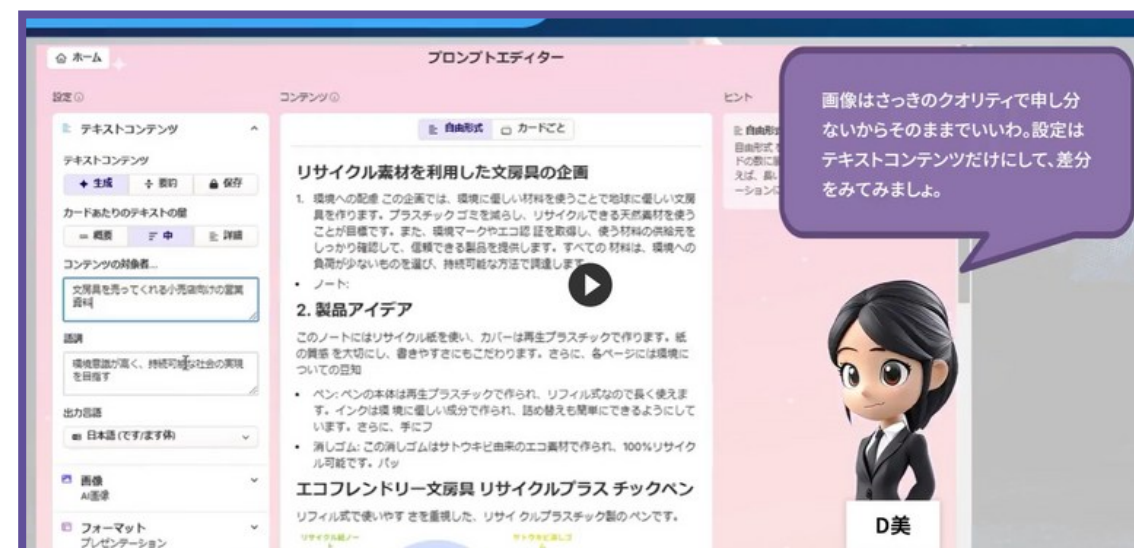 ホーム
プロンプトエディター
設定
コンテンツ
ヒント
テキストコンテンツ
テキストコンテンツ
生成
要約
保存
カードあたりのテキストの量
概要
中
詳細
コンテンツの対象者...
文房具を売ってくれる小売店向けの営業
資料
語調
環境意識が高く、持続可能な社会の実現
を目指す
出力言語
日本語 (です/ます体)
画像
AI画像
フォーマット
プレゼンテーション
自由形式
カードごと
リサイクル素材を利用した文房具の企画
1. 環境への配慮 この企画では、環境に優しい材料を使うことで地球に優しい文房
具を作ります。プラスチック ゴミを減らし、リサイクルできる天然素材を使う
ことが目標です。また、環境マークやエコ認 証を取得し、使う材料の供給元を
しっかり確認して、信頼できる製品を提供します。すべての 材料は、環境への
負荷が少ないものを選び、持続可能な方法で調達します
• ノート:
2. 製品アイデア
このノートにはリサイクル紙を使い、カバーは再生プラスチックで作ります。紙
の質感 を大切にし、書きやすさにもこだわります。さらに、各ページには環境に
ついての豆知
• ペン: ペンの本体は再生プラスチックで作られ、リフィル式なので長く使えま
す。インクは環 境に優しい成分で作られ、詰め替えも簡単にできるようにして
います。さらに、手にフ
• 消しゴム: この消しゴムはサトウキビ由来のエコ素材で作られ、100%リサイク
ル可能です。パッ
エコフレンドリー文房具 リサイクルプラス チックペン
リフィル式で使いやす さを重視した、リサイ クルプラスチック製の ペンです。
自由形式
自由形式
ドの数に
えば、長い
ーションに
画像はさっきのクオリティで申し分
ないからそのままでいいわ。設定は
テキストコンテンツだけにして、差分
をみてみましょ。
D美